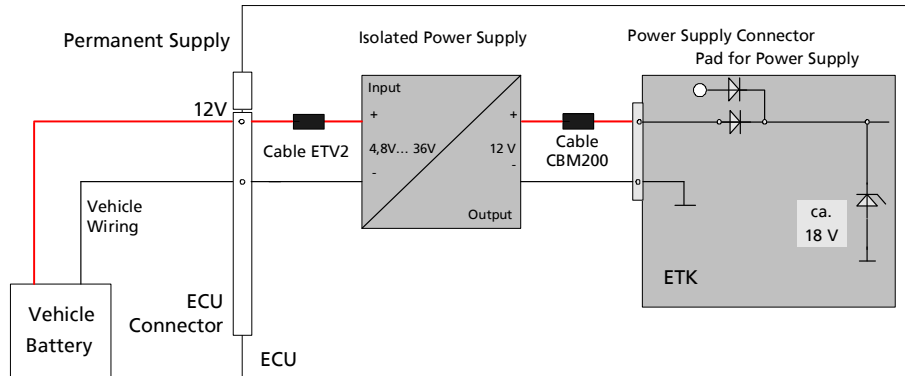 Permanent Supply
Isolated Power Supply
Power Supply Connector
Pad for Power Supply
12V
Input
+
+
Cable ETV2
4,8V... 36V
12 V
-
-
Output
Cable
CBM200
Vehicle
Wiring
ca.
18 V
ETK
ECU
Connector
Vehicle
Battery
ECU